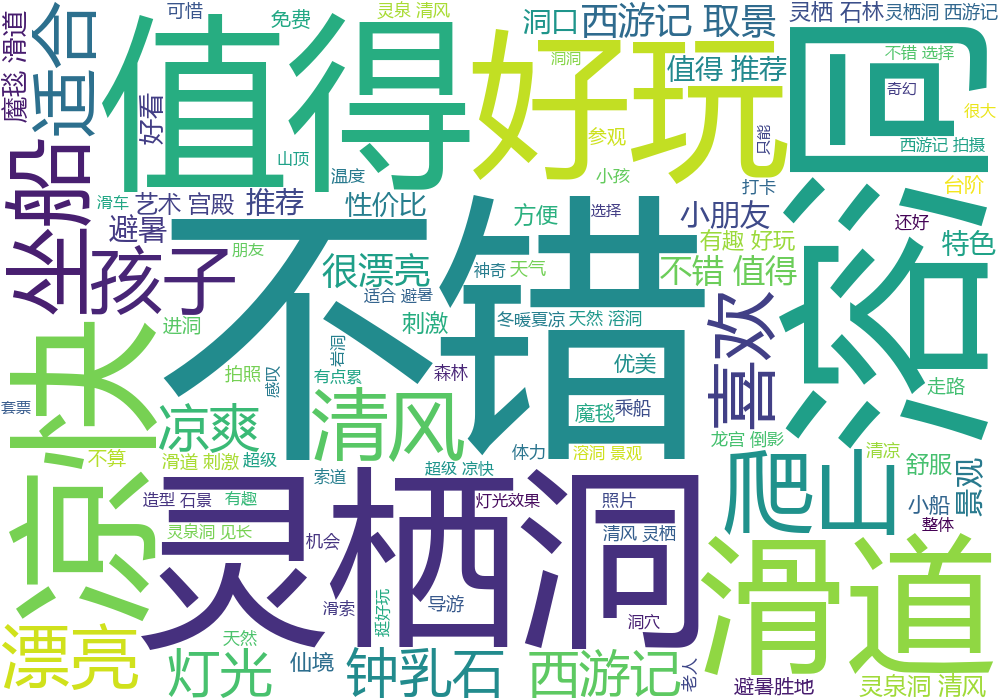 可惜
灵泉 清风
免费
洞口
西游记 取景
灵栖 石林
灵栖洞 西游记
魔毯 滑道
适合
值得
好玩
洞洞
值得 推荐
不错 选择
奇幻
很大
溶洞
好看
参观
只能
西游记 拍摄
山顶
温度
小孩
打卡
台阶
坐船
滑车
艺术 宫殿
推荐
性价比
方便
选择
小朋友
还好
避暑
孩子
朋友
不错
很漂亮
神奇
天气
有趣 好玩
特色
不错 值得
适合 避暑
凉快
进洞
刺激
冬暖夏凉
天然 溶洞
喜欢
岩洞
优美
拍照
感叹
有点累
森林
走路
套票
凉爽
清风
魔毯
乘船
龙宫 倒影
爬山
清凉
不算
滑道 刺激
超级
索道
超级 凉快
体力
溶洞 景观
舒服
景观
造型 石景
有趣
灵栖洞
灯光效果
照片
小船
整体
灵泉洞 见长
机会
清风 灵栖
滑道
滑索
挺好玩
导游
洞穴
漂亮
天然
灯光
仙境
钟乳石
西游记
老人
避暑胜地
灵泉洞 清风